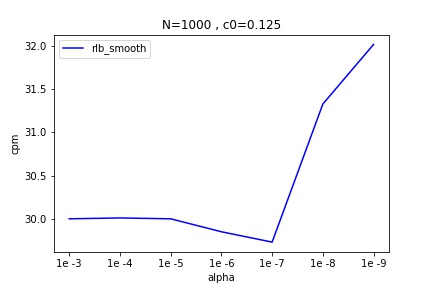 N=1000 , c0=0.125
rlb_smooth
32.0
31.5
31.0
30.5
30.0
cpm
1e-3 1e-4 1e-5 1e-6 1e-7 1e-8 1e-9
alpha